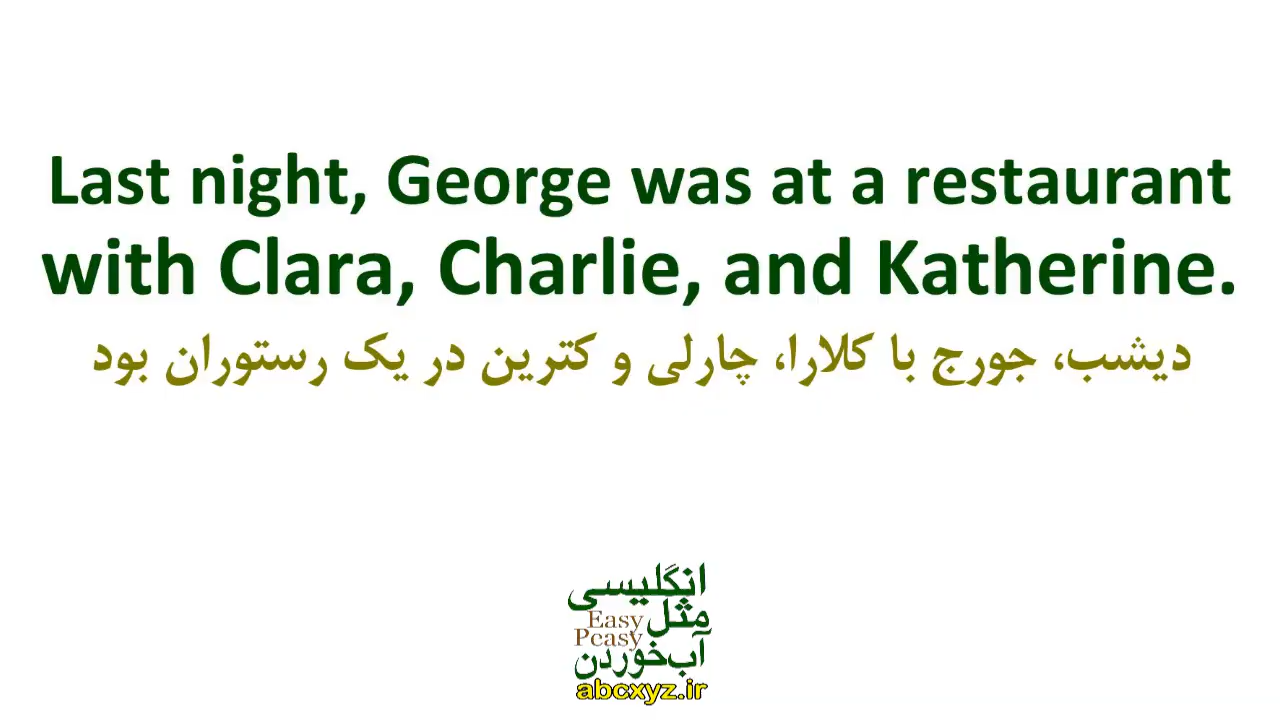 Last night, George was at a restaurant
with Clara, Charlie, and Katherine.
دیشب، جورج با کلارا، چارلی و کترین در یک رستوران بود
انگلیسی
مثل
Easy
Peasy
آب‌خوردن
abcxyz.ir